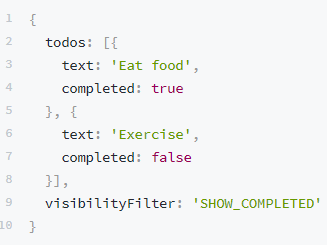 1 {
2   todos: [{
3     text: 'Eat food',
4     completed: true
5   }, {
6     text: 'Exercise',
7     completed: false
8   }],
9   visibilityFilter: 'SHOW_COMPLETED'
10 }